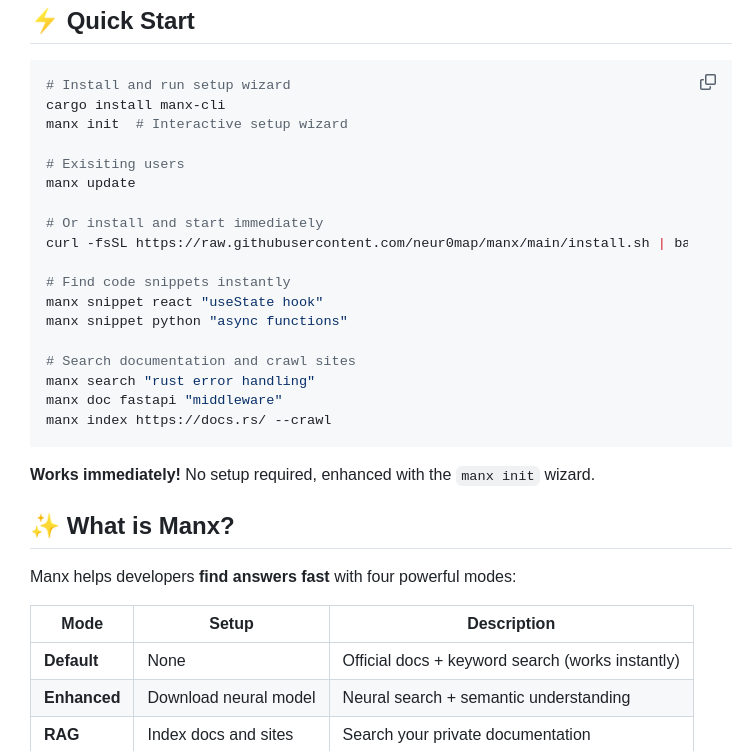 ⚡ Quick Start
# Install and run setup wizard
cargo install manx-cli
manx init  # Interactive setup wizard
# Exisiting users
manx update
# Or install and start immediately
curl -fsSL https://raw.githubusercontent.com/neur0map/manx/main/install.sh | ba
# Find code snippets instantly
manx snippet react "useState hook"
manx snippet python "async functions"
# Search documentation and crawl sites
manx search "rust error handling"
manx doc fastapi "middleware"
manx index https://docs.rs/ --crawl
Works immediately! No setup required, enhanced with the manx init wizard.
✨ What is Manx?
Manx helps developers find answers fast with four powerful modes:
Mode Setup Description
Default None Official docs + keyword search (works instantly)
Enhanced Download neural model Neural search + semantic understanding
RAG Index docs and sites Search your private documentation